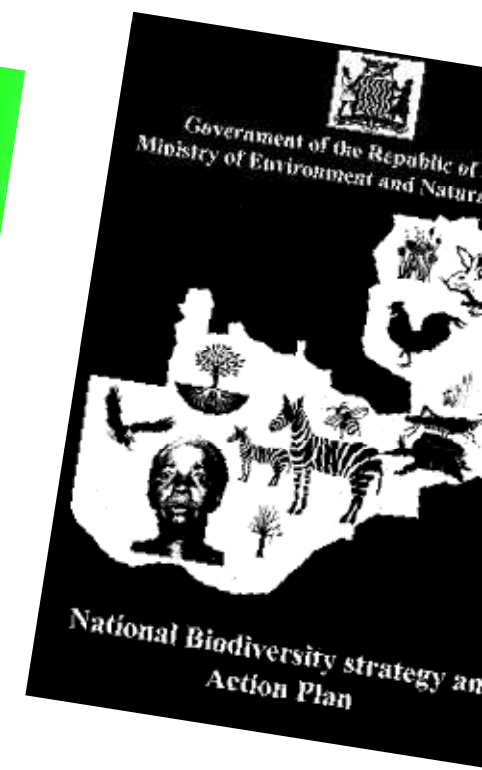 Government of the Republic of
Ministry of Environment and Natura
National Biodiversity strategy an
Action Plan